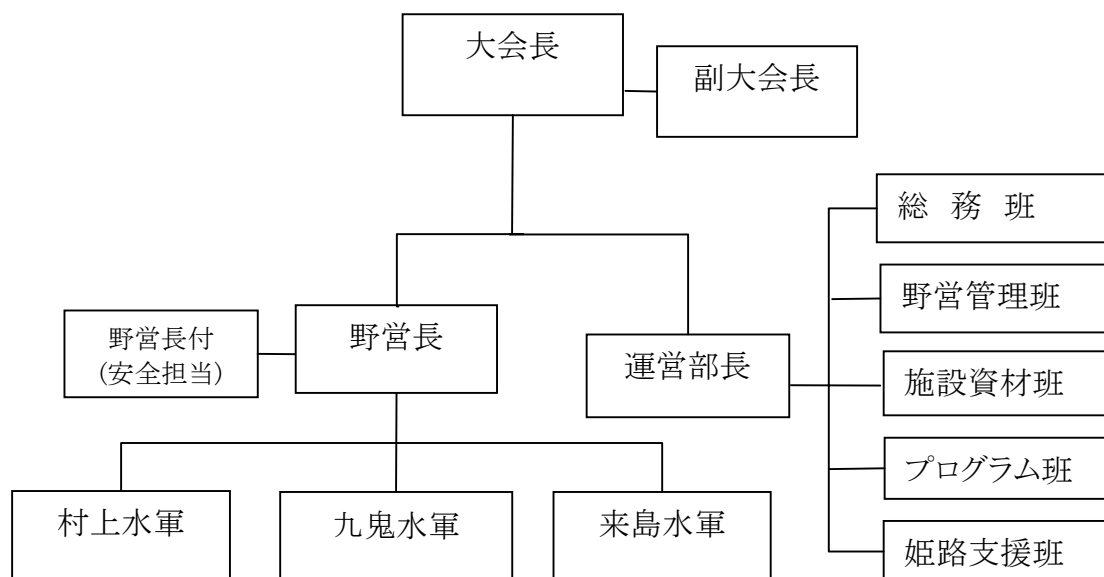 大会長
副大会長
総 務 班
野営管理班
野営長付
(安全担当)
野営長
運営部長
施設資材班
プログラム班
村上水軍
九鬼水軍
来島水軍
姫路支援班